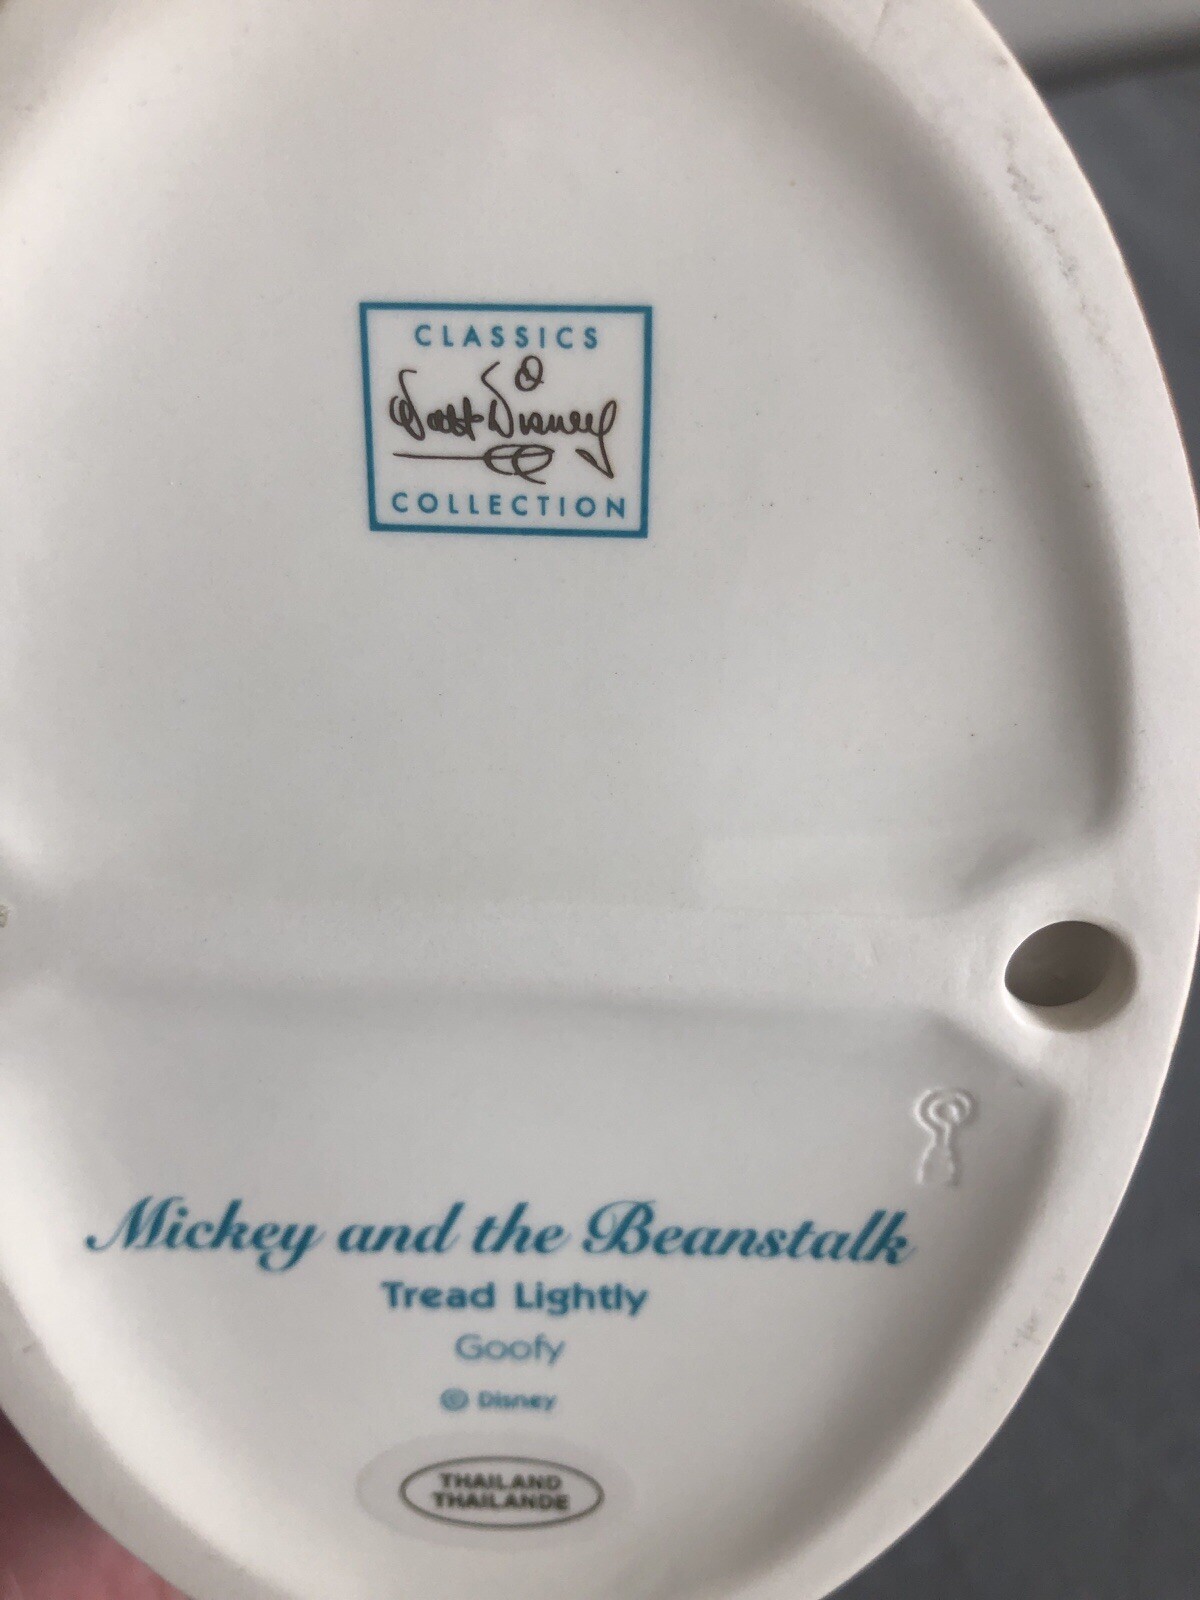 CLASSICS
Walt Disney
COLLECTION
Mickey and the Beanstalk
Tread Lightly
Goofy
© Disney
THAILAND
THAILANDE